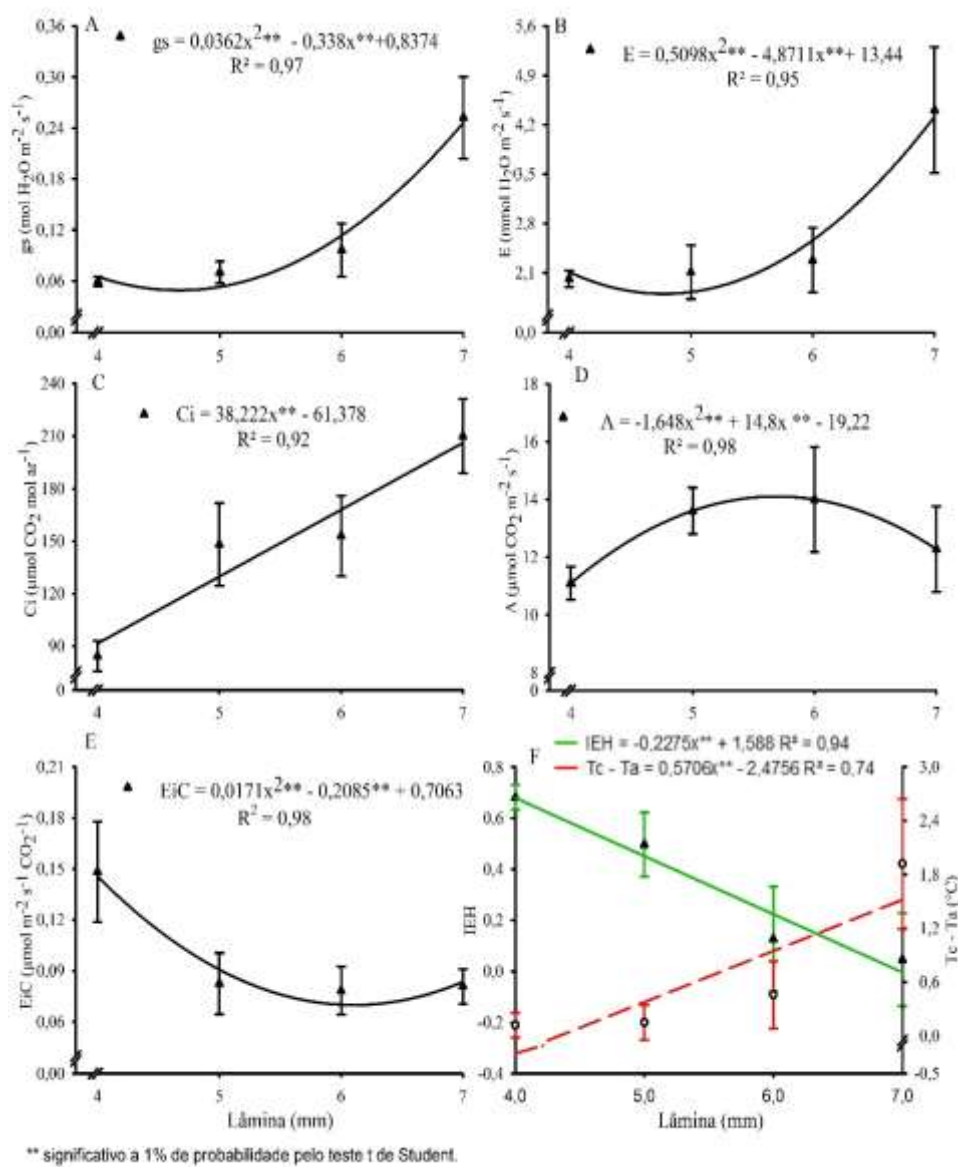 A
gs = 0,0362x²** - 0,338x**+0,8374
R² = 0,97
gs (mol H₂O m⁻² s⁻¹)
0,36
0,30
0,24
0,18
0,12
0,06
0,00
4 5 6 7
B
E = 0,5098x²** - 4,8711x**+ 13,44
R² = 0,95
E (mmol H₂O m⁻² s⁻¹)
5,6
4,9
4,2
3,5
2,8
2,1
0,0
4 5 6 7
C
Ci = 38,222x** - 61,378
R² = 0,92
Ci (µmol CO₂ mol ar⁻¹)
240
210
180
150
120
90
0
4 5 6 7
D
A = -1,648x²** + 14,8x ** - 19,22
R² = 0,98
A (µmol CO₂ m⁻² s⁻¹)
18
16
14
12
10
8
0
4 5 6 7
E
EiC = 0,0171x²** - 0,2085** + 0,7063
R² = 0,98
EiC (µmol m⁻² s⁻¹ CO₂⁻¹)
0,21
0,18
0,15
0,12
0,09
0,06
0,00
4 5 6 7
Lâmina (mm)
F
IEH = -0,2275x** + 1,588 R² = 0,94
Tc - Ta = 0,5706x** - 2,4756 R² = 0,74
IEH
0,8
0,6
0,4
0,2
0,0
-0,2
-0,4
4,0 5,0 6,0 7,0
Lâmina (mm)
3,0
2,4
1,8
1,2
0,6
0,0
-0,5
Tc - Ta (°C)
** significativo a 1% de probabilidade pelo teste t de Student.